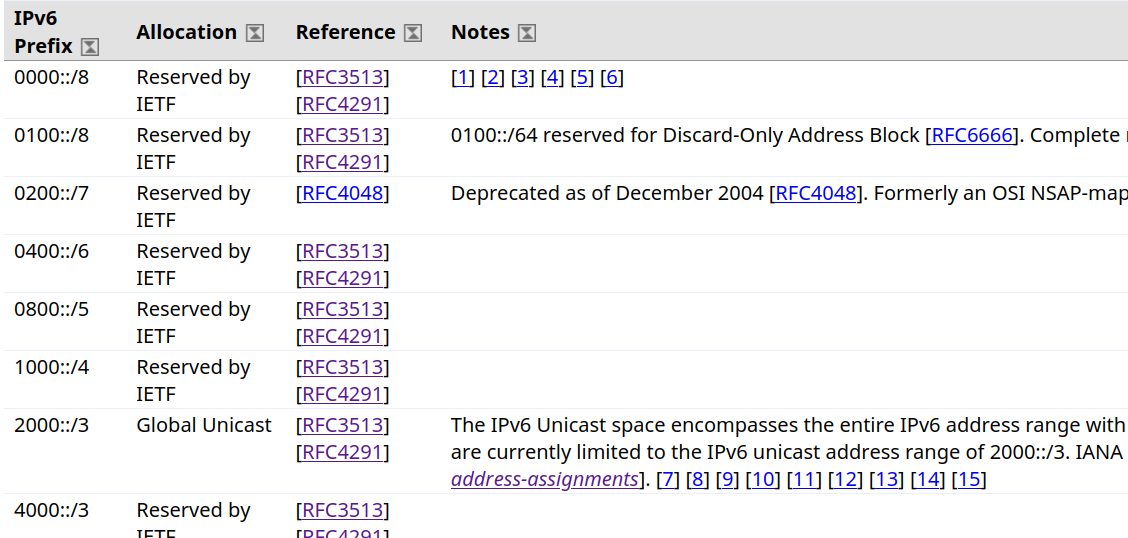 IPv6 Prefix Allocation Reference Notes
0000::/8 Reserved by IETF [RFC3513] [RFC4291] [1] [2] [3] [4] [5] [6]
0100::/8 Reserved by IETF [RFC3513] [RFC4291] 0100::/64 reserved for Discard-Only Address Block [RFC6666]. Complete
0200::/7 Reserved by IETF [RFC4048] Deprecated as of December 2004 [RFC4048]. Formerly an OSI NSAP-map
0400::/6 Reserved by IETF [RFC3513] [RFC4291]
0800::/5 Reserved by IETF [RFC3513] [RFC4291]
1000::/4 Reserved by IETF [RFC3513] [RFC4291]
2000::/3 Global Unicast [RFC3513] [RFC4291] The IPv6 Unicast space encompasses the entire IPv6 address range with
are currently limited to the IPv6 unicast address range of 2000::/3. IANA
address-assignments]. [7] [8] [9] [10] [11] [12] [13] [14] [15]
4000::/3 Reserved by IETF [RFC3513] [RFC4291]